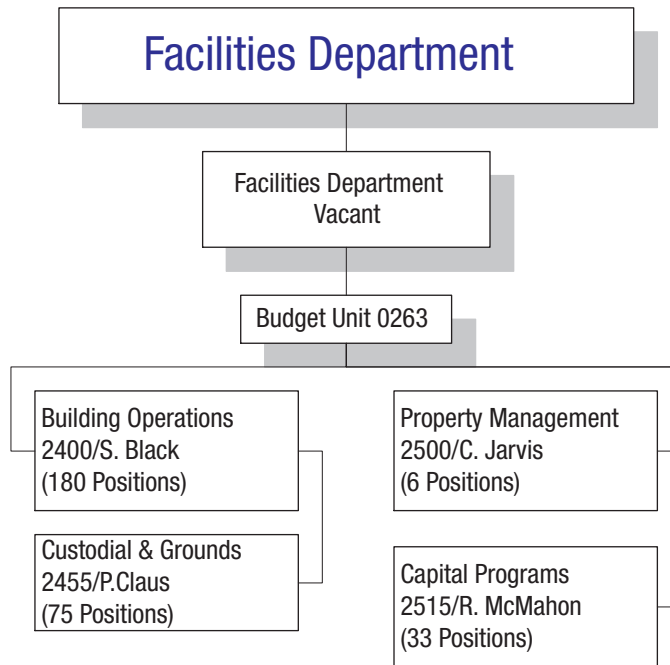 Facilities Department
Facilities Department
Vacant
Budget Unit 0263
Building Operations
2400/S. Black
(180 Positions)
Custodial & Grounds
2455/P.Claus
(75 Positions)
Property Management
2500/C. Jarvis
(6 Positions)
Capital Programs
2515/R. McMahon
(33 Positions)